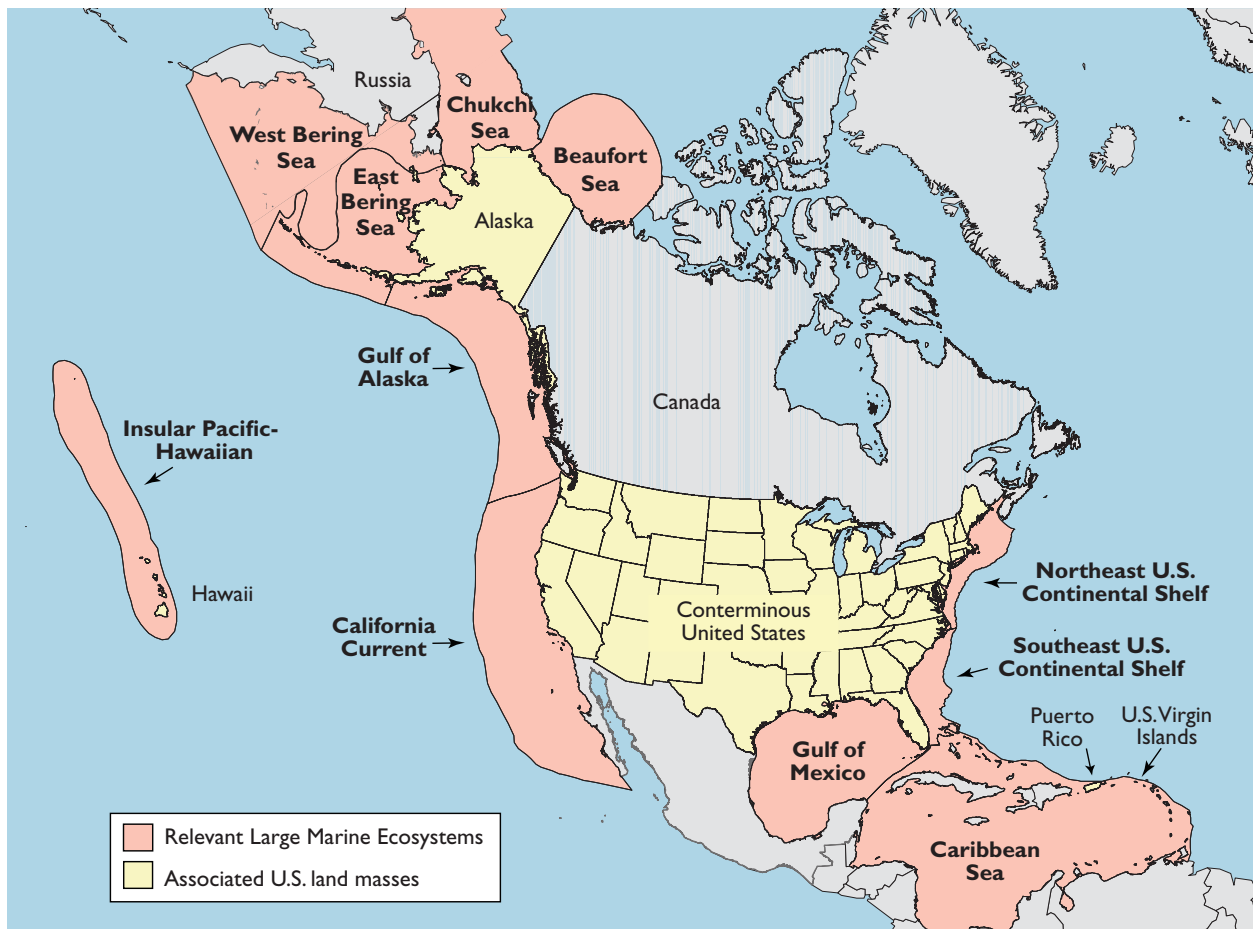 Russia
Chukchi
Sea
West Bering
Sea
Beaufort
Sea
East
Bering
Sea
Alaska
Gulf of
Alaska
Canada
Insular Pacific-
Hawaiian
Hawaii
Northeast U.S.
Continental Shelf
Conterminous
United States
California
Current
Southeast U.S.
Continental Shelf
Puerto
Rico
U.S. Virgin
Islands
Gulf of
Mexico
Caribbean
Sea
Relevant Large Marine Ecosystems
Associated U.S. land masses